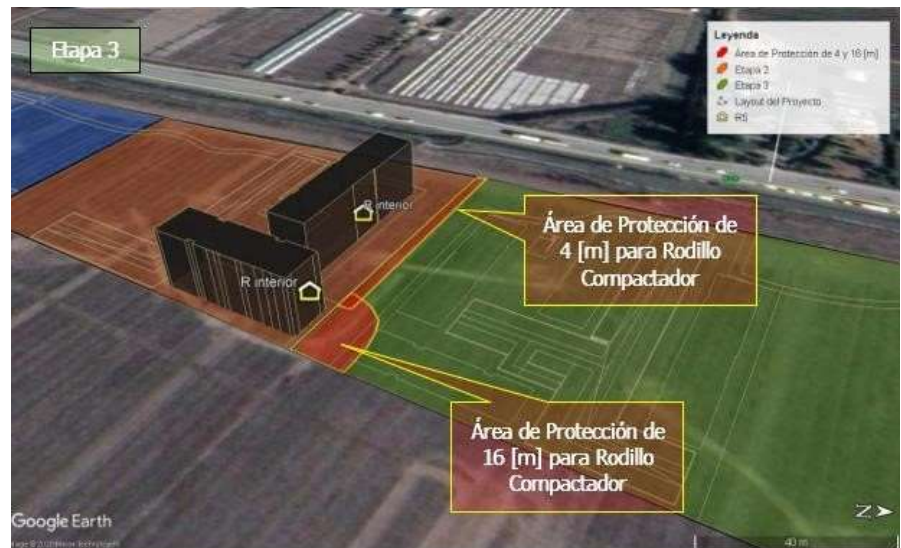 Etapa 3
Leyenda
Área de Protección de 4 y 16 [m]
Etapa 2
Etapa 3
Layout del Proyecto
R5
R interior
R interior
Área de Protección de
4 [m] para Rodillo
Compactador
Área de Protección de
16 [m] para Rodillo
Compactador
Google Earth
40 m